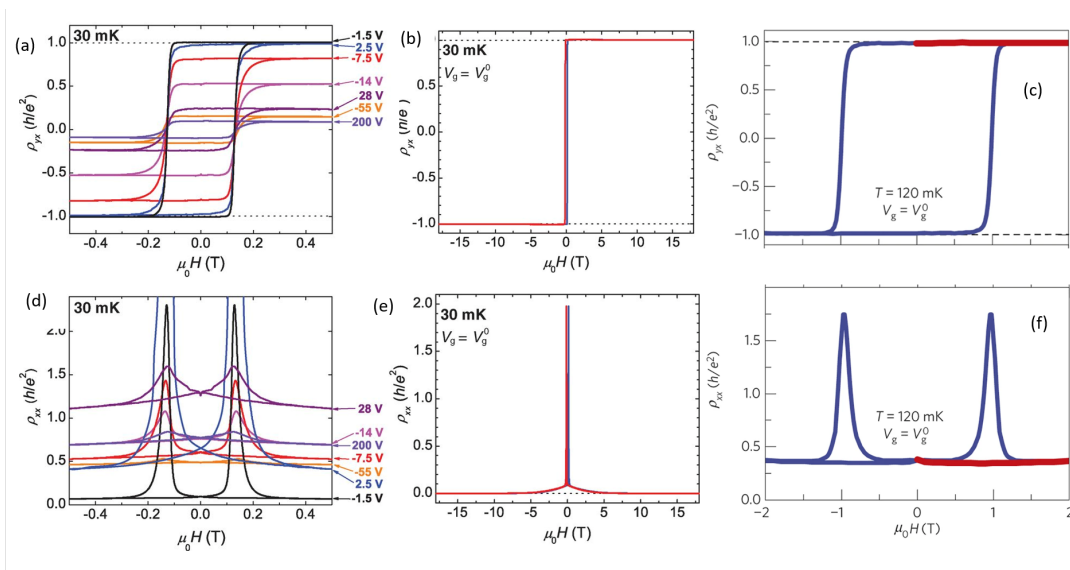 (a)
30 mK
-1.5 V
2.5 V
-7.5 V
-14 V
28 V
-55 V
200 V
1.0
0.5
0.0
-0.5
-1.0
ρyx (h/e²)
-0.4 -0.2 0.0 0.2 0.4
μ₀H (T)
(b)
30 mK
Vg = Vg⁰
1.0
0.5
0.0
-0.5
-1.0
ρyx (h/e
-15 -10 -5 0 5 10 15
μ₀H (T)
(c)
1.0
0.5
0.0
-0.5
-1.0
ρyx (h/e²)
T = 120 mK
Vg = Vg⁰
(d)
30 mK
2.0
1.5
1.0
0.5
0.0
ρxx (h/e²)
28 V
-14 V
200 V
-7.5 V
-55 V
2.5 V
-1.5 V
-0.4 -0.2 0.0 0.2 0.4
μ₀H (T)
(e)
30 mK
Vg = Vg⁰
2.0
1.5
1.0
0.5
0.0
ρxx (h/e²)
-15 -10 -5 0 5 10 15
μ₀H (T)
(f)
1.5
1.0
0.5
0.0
ρxx (h/e²)
T = 120 mK
Vg = Vg⁰
−2 −1 0 1 2
μ₀H (T)